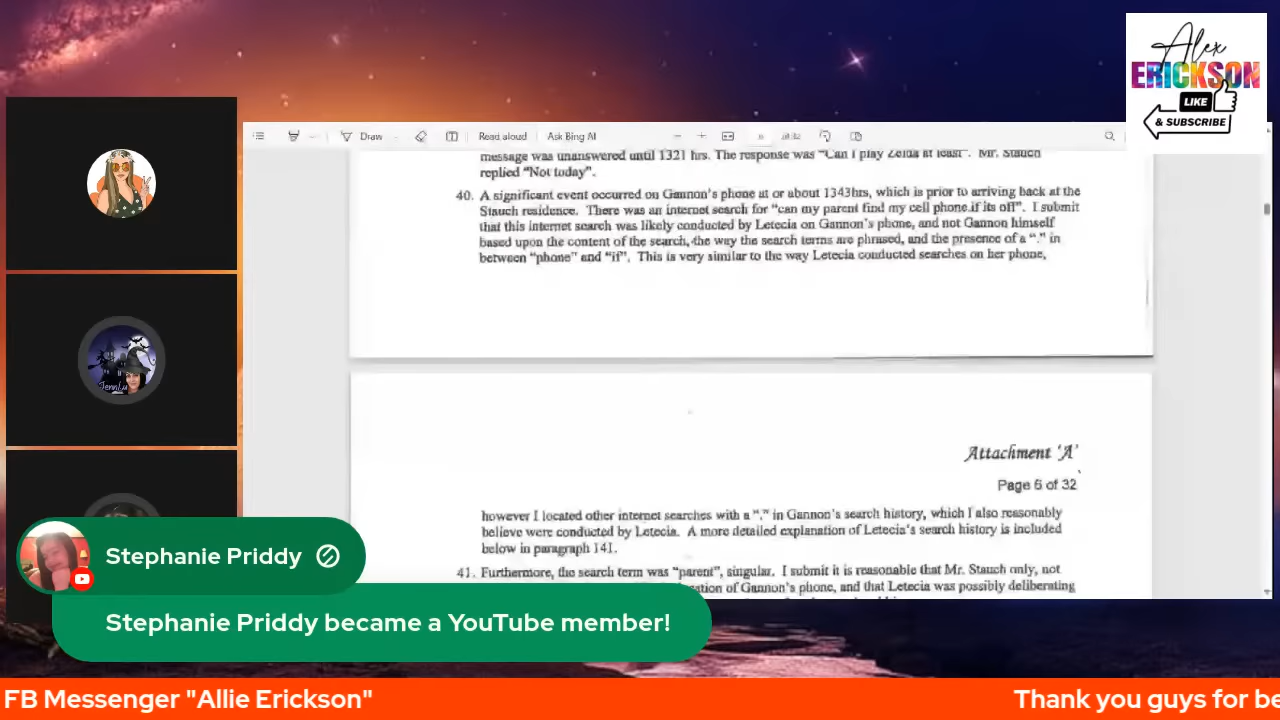 Alex
ERICKSON
LIKE
& SUBSCRIBE
Draw
Read aloud
Ask Bing AI
message was unanswered until 1321 hrs. The response was "Can I play Zelda at least". Mr. Stauch
replied "Not today".
40. A significant event occurred on Gannon's phone at or about 1343hrs, which is prior to arriving back at the
Stauch residence. There was an internet search for "can my parent find my cell phone.if its off". I submit
that this internet search was likely conducted by Letecia on Gannon's phone, and not Gannon himself
based upon the content of the search, the way the search terms are phrased, and the presence of a "." in
between "phone" and "if". This is very similar to the way Letecia conducted searches on her phone,
Attachment 'A'
Page 6 of 32
however I located other internet searches with a "." in Gannon's search history, which I also reasonably
believe were conducted by Letecia. A more detailed explanation of Letecia's search history is included
below in paragraph 141.
41. Furthermore, the search term was "parent", singular. I submit it is reasonable that Mr. Stauch only, not
of Gannon's phone, and that Letecia was possibly deliberating
Stephanie Priddy
Stephanie Priddy became a YouTube member!
FB Messenger "Allie Erickson"
Thank you guys for be